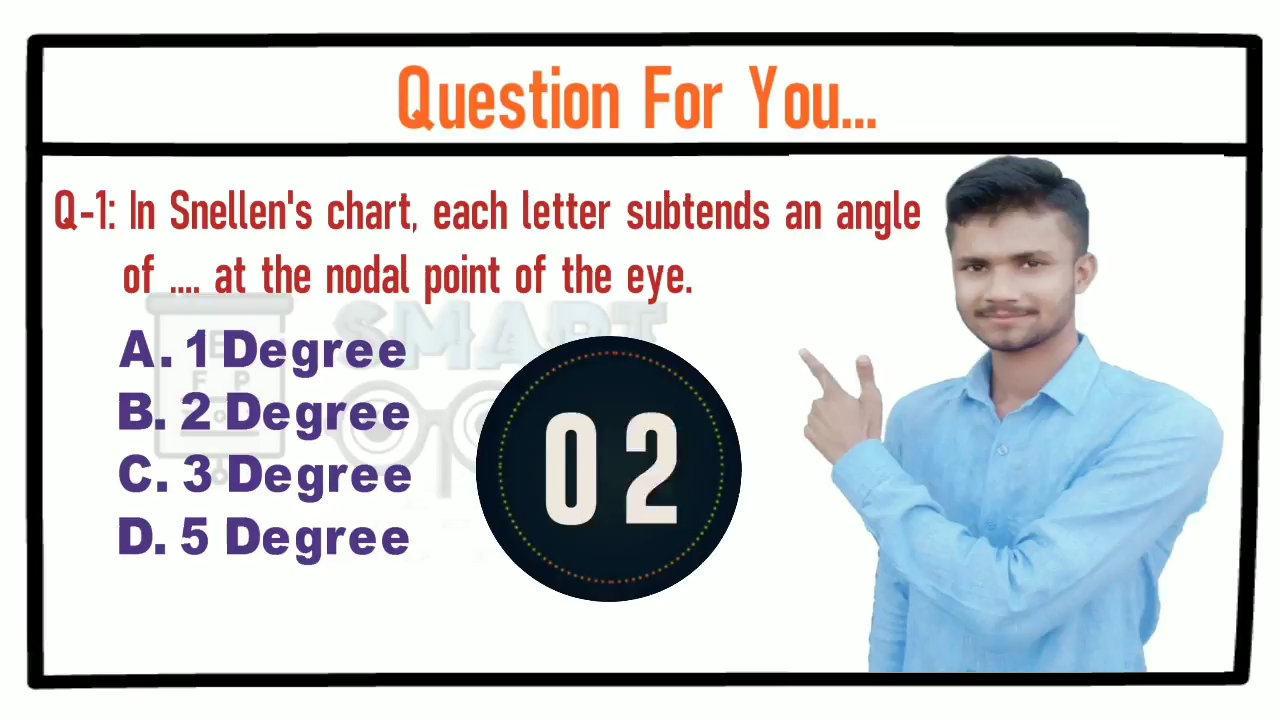 Question For You...
Q-1: In Snellen's chart, each letter subtends an angle
of .... at the nodal point of the eye.
SMART
A. 1 Degree
E
B. 2 Degree
F P
C. 3 Degree
D. 5 Degree
02